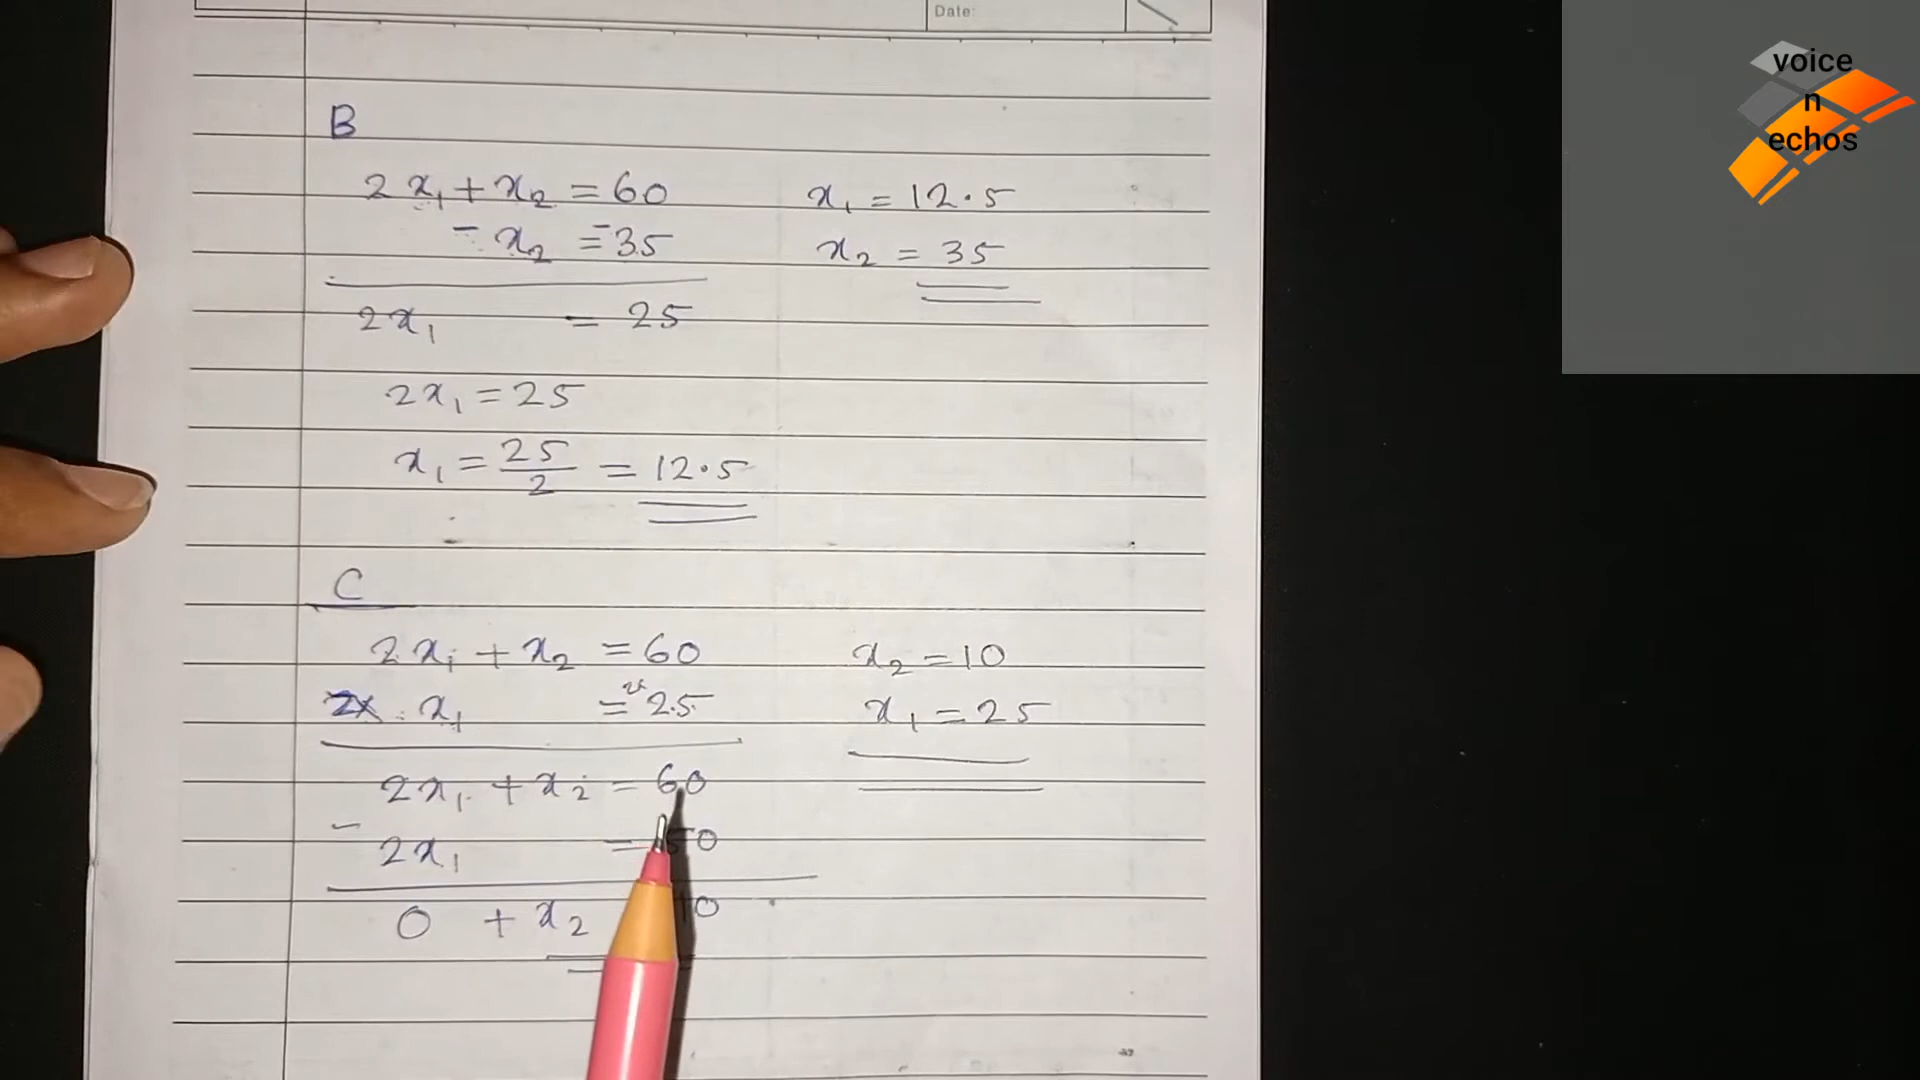 Date:
voice
n
echos
B
2x₁ + x₂ = 60
- x₂ = -35
2x₁ = 25
2x₁ = 25
x₁ = 25/2 = 12.5
x₁ = 12.5
x₂ = 35
C
2x₁ + x₂ = 60
x₁ = 25
2x₁ + x₂ = 60
- 2x₁ = 50
0 + x₂ 10
x₂ = 10
x₁ = 25